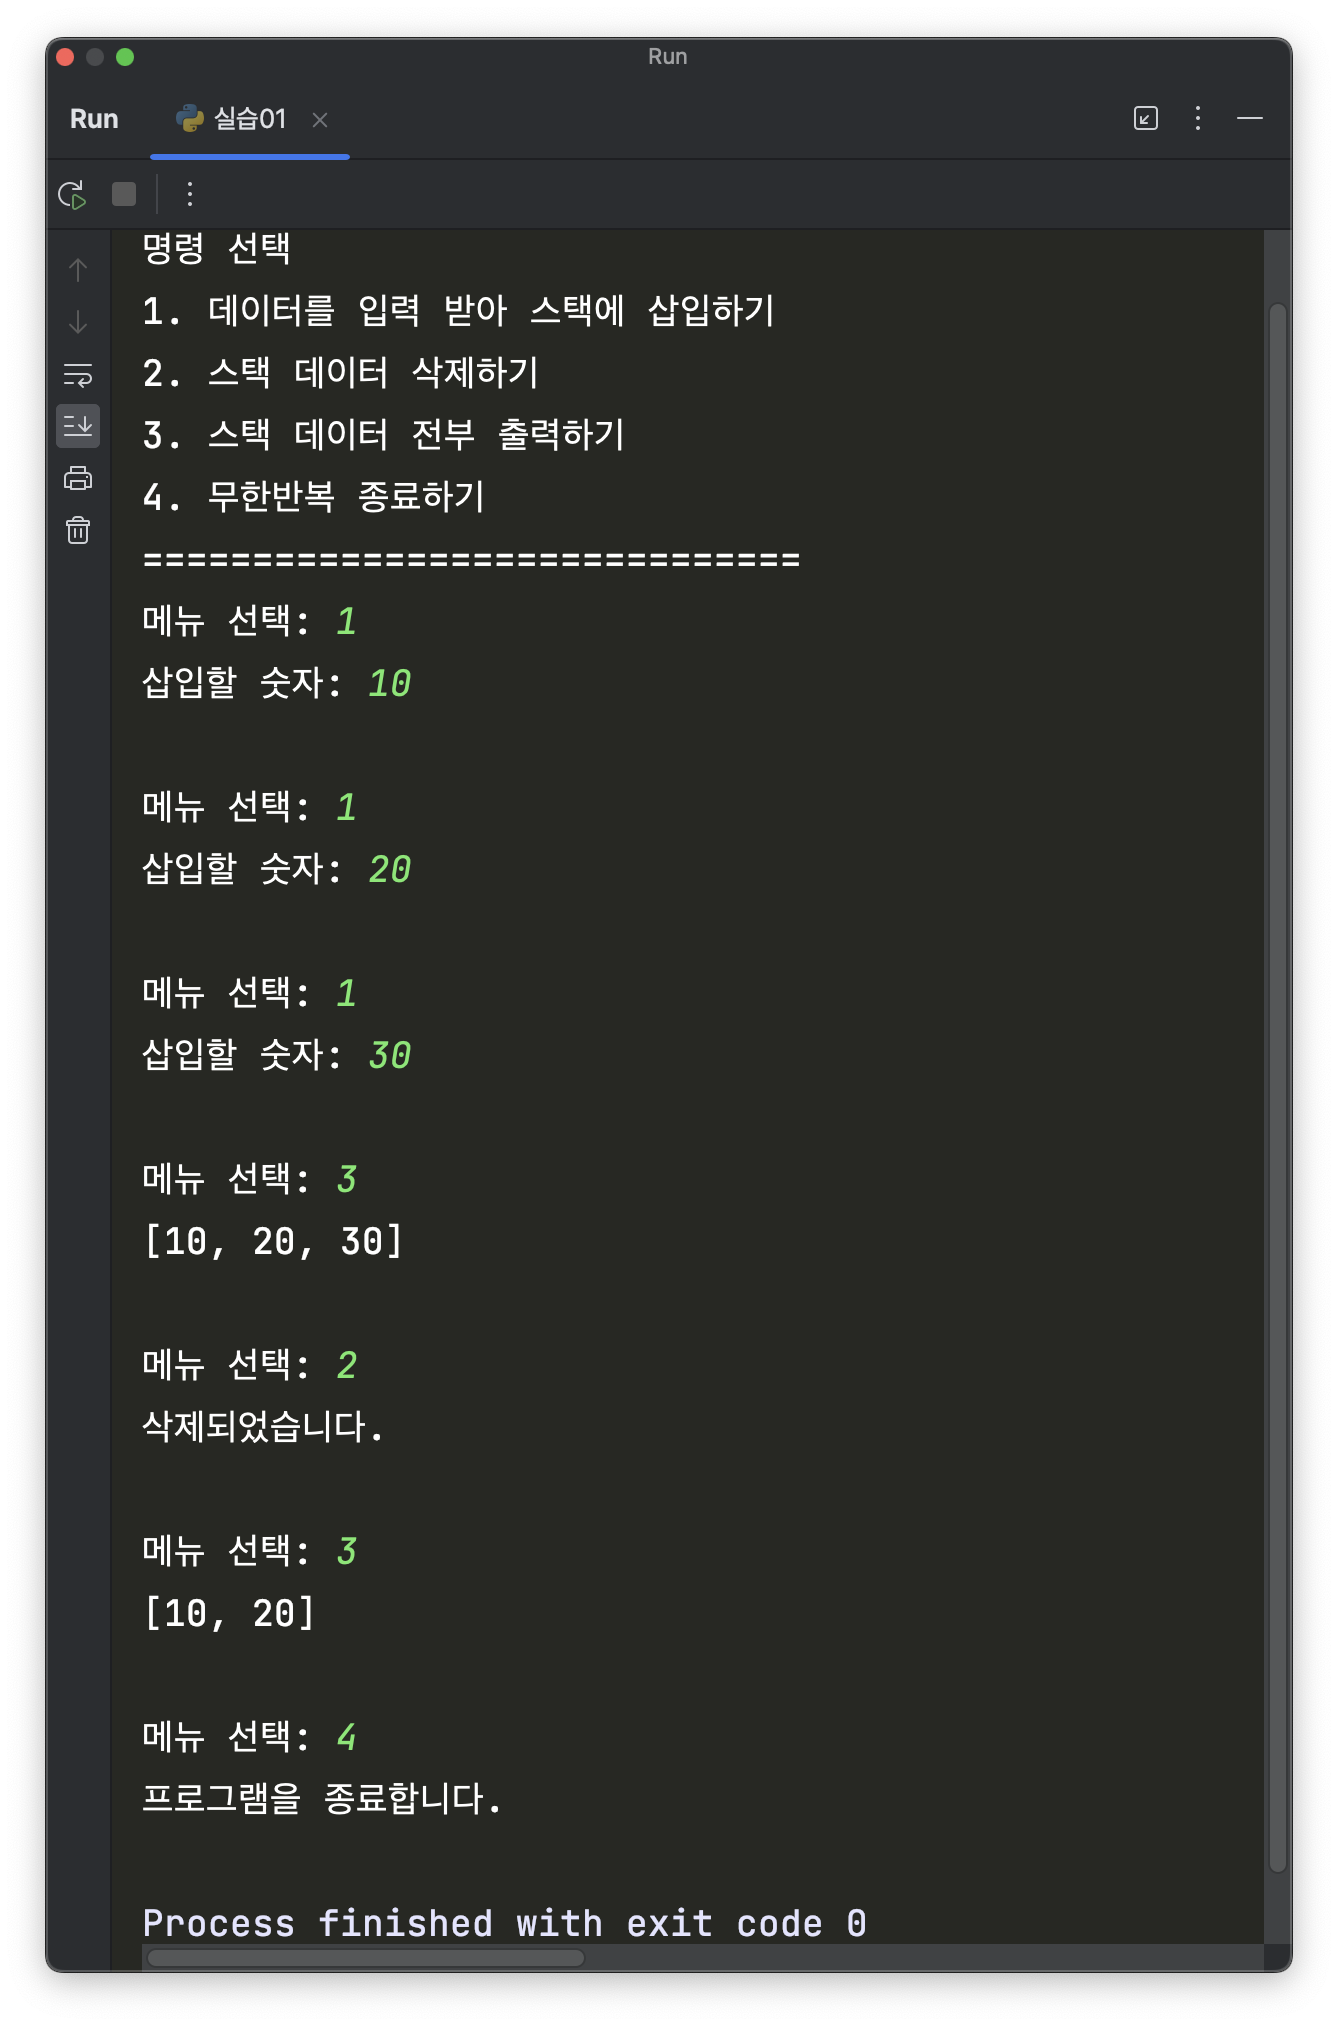 Run
Run 실습01
명령 선택
1. 데이터를 입력 받아 스택에 삽입하기
2. 스택 데이터 삭제하기
3. 스택 데이터 전부 출력하기
4. 무한반복 종료하기
==============================
메뉴 선택: 1
삽입할 숫자: 10
메뉴 선택: 1
삽입할 숫자: 20
메뉴 선택: 1
삽입할 숫자: 30
메뉴 선택: 3
[10, 20, 30]
메뉴 선택: 2
삭제되었습니다.
메뉴 선택: 3
[10, 20]
메뉴 선택: 4
프로그램을 종료합니다.
Process finished with exit code 0